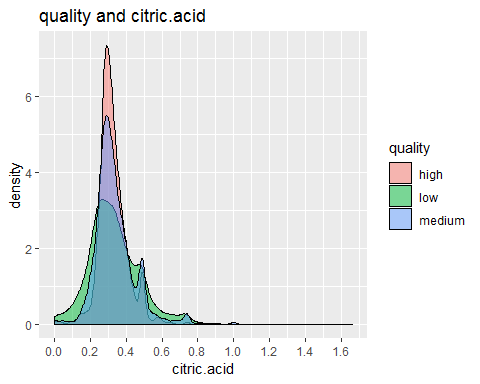 quality and citric.acid
density
6
4
2
0
0.0 0.2 0.4 0.6 0.8 1.0 1.2 1.4 1.6
citric.acid
quality
high
low
medium